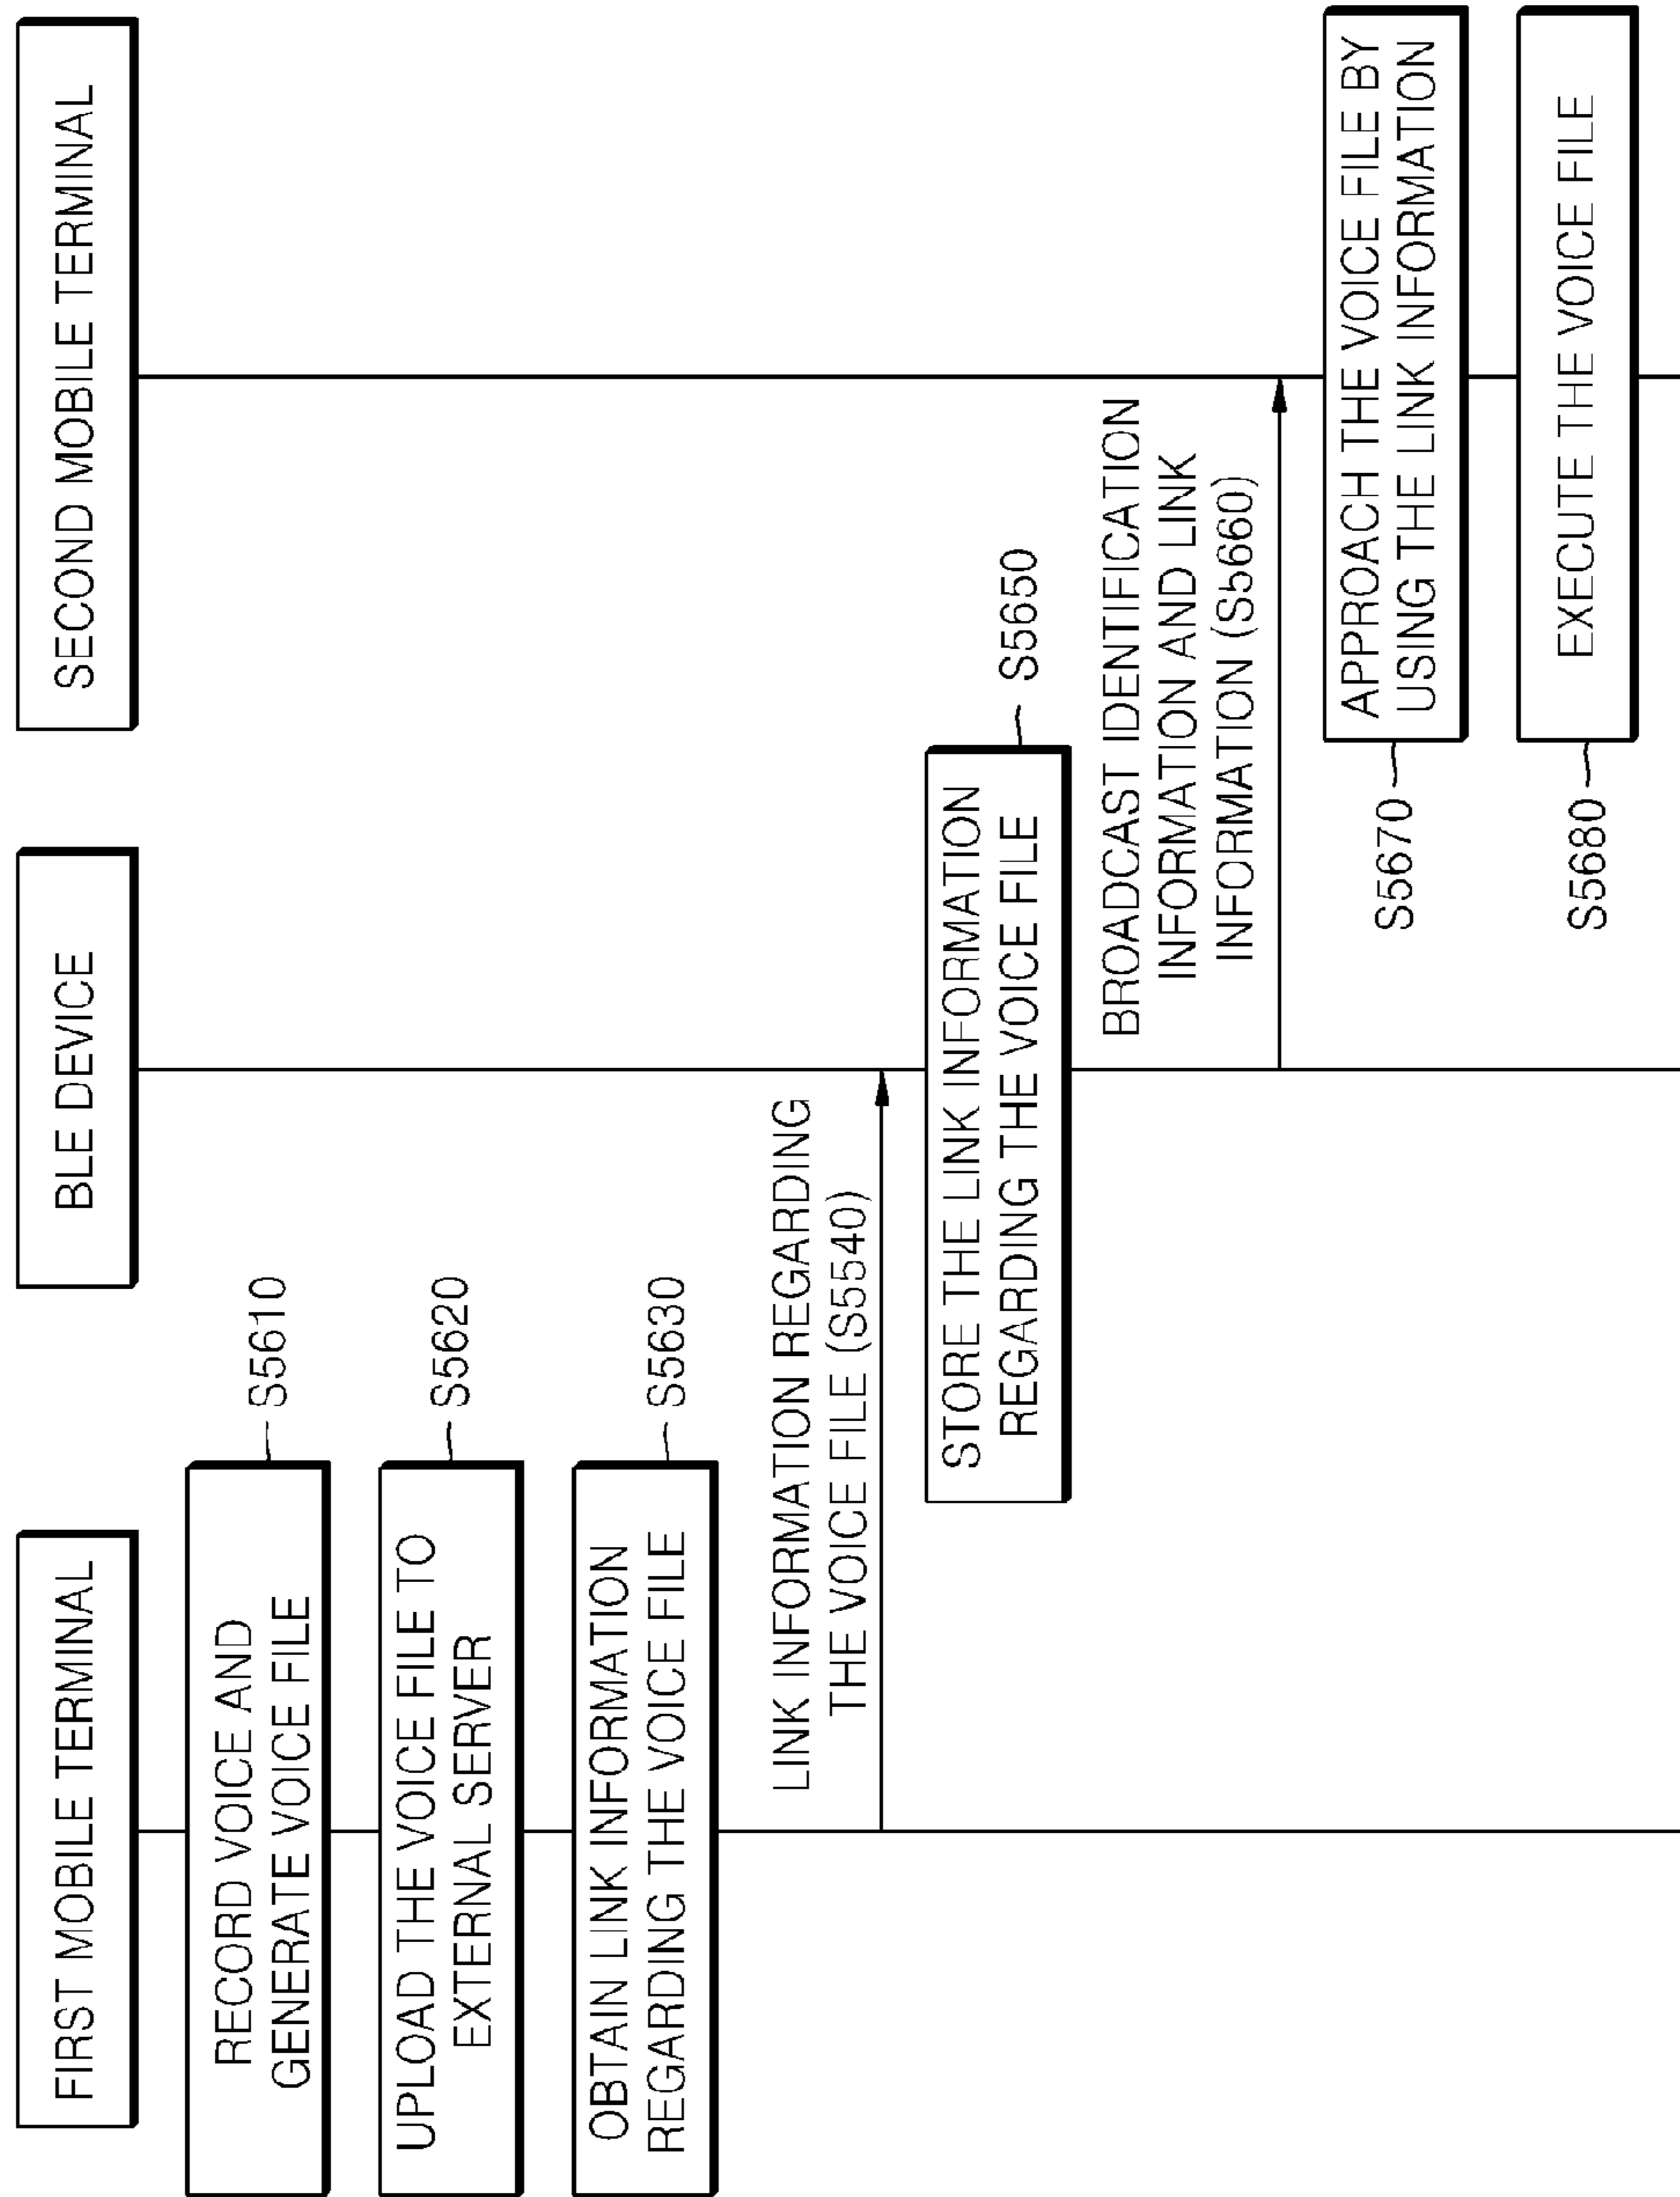 FIRST MOBILE TERMINAL
BLE DEVICE
SECOND MOBILE TERMINAL
RECORD VOICE AND
GENERATE VOICE FILE
S5610
UPLOAD THE VOICE FILE TO
EXTERNAL SERVER
S5620
OBTAIN LINK INFORMATION
REGARDING THE VOICE FILE
S5630
LINK INFORMATION REGARDING
THE VOICE FILE (S5540)
STORE THE LINK INFORMATION
REGARDING THE VOICE FILE
S5650
BROADCAST IDENTIFICATION
INFORMATION AND LINK
INFORMATION (S5660)
S5670
APPROACH THE VOICE FILE BY
USING THE LINK INFORMATION
S5680
EXECUTE THE VOICE FILE